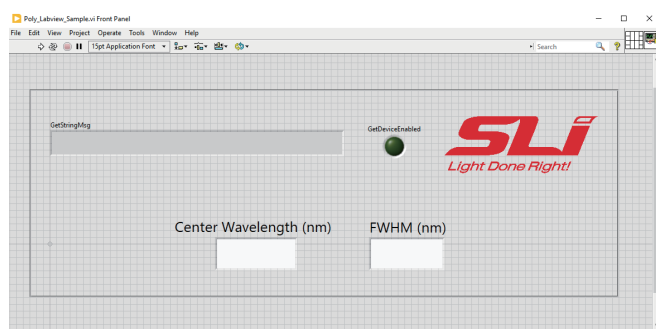 Poly_Labview_Sample.vi Front Panel
File Edit View Project Operate Tools Window Help
15pt Application Font
Search
GetStringMsg
GetDeviceEnabled
SLi
Light Done Right!
Center Wavelength (nm)
FWHM (nm)